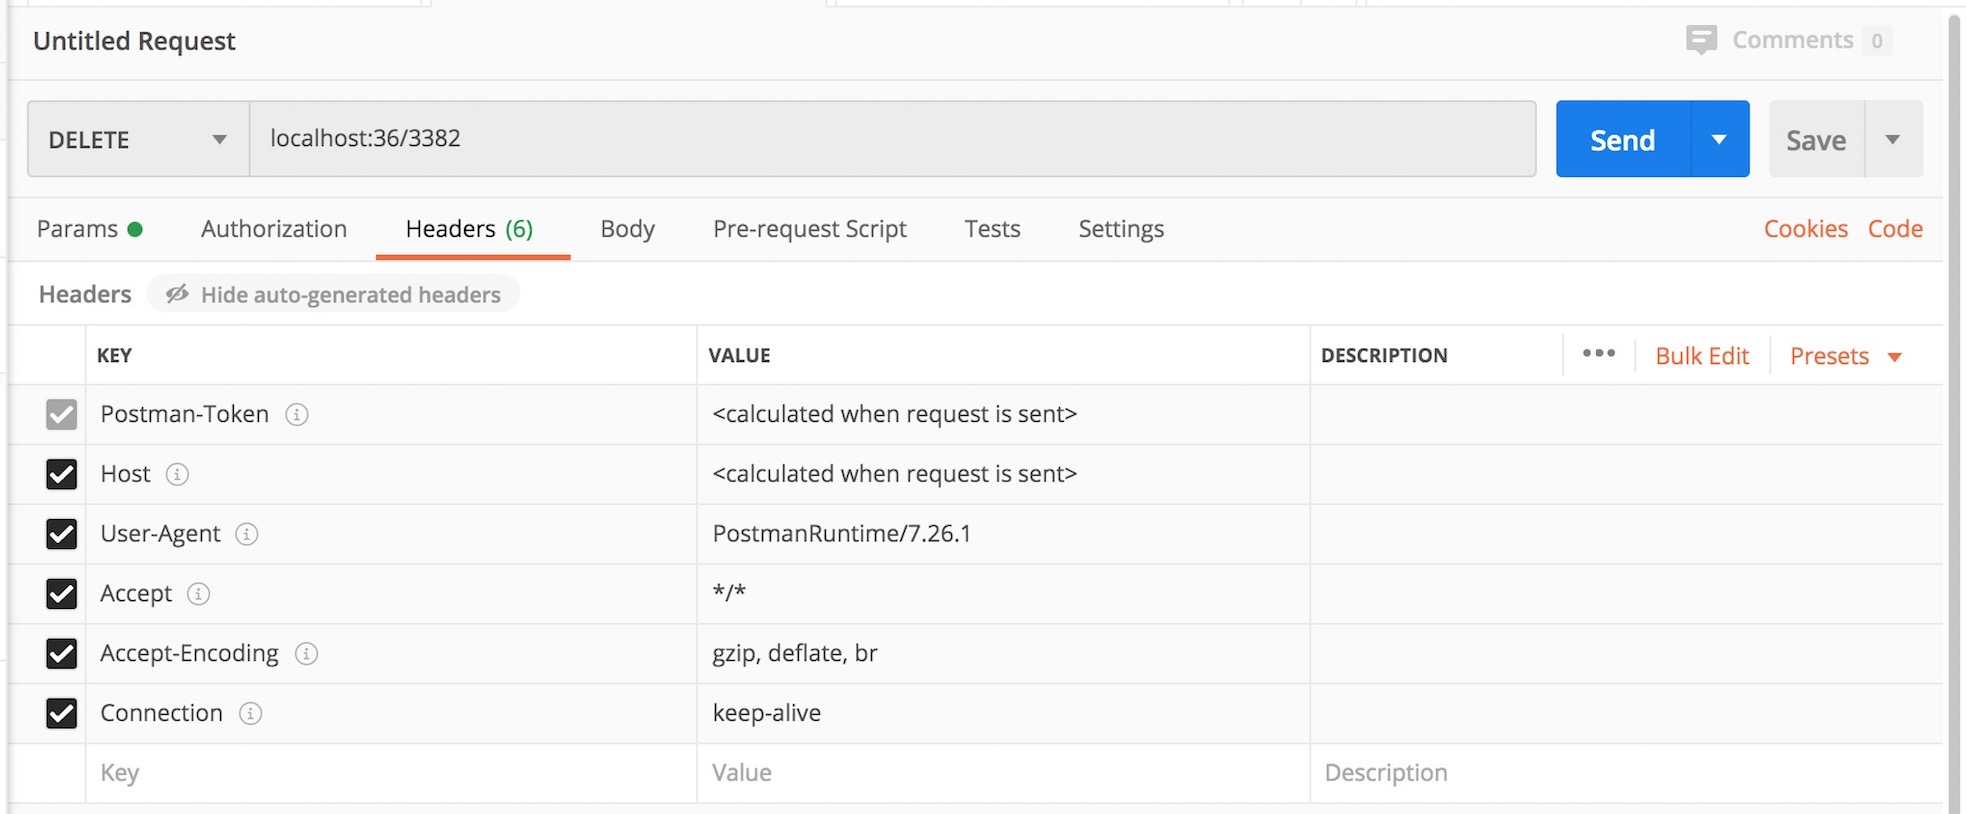 Untitled Request
Comments 0
DELETE localhost:36/3382 Send Save
Params Authorization Headers (6) Body Pre-request Script Tests Settings Cookies Code
Headers Hide auto-generated headers
KEY VALUE DESCRIPTION ••• Bulk Edit Presets
Postman-Token <calculated when request is sent>
Host <calculated when request is sent>
User-Agent PostmanRuntime/7.26.1
Accept */*
Accept-Encoding gzip, deflate, br
Connection keep-alive
Key Value Description